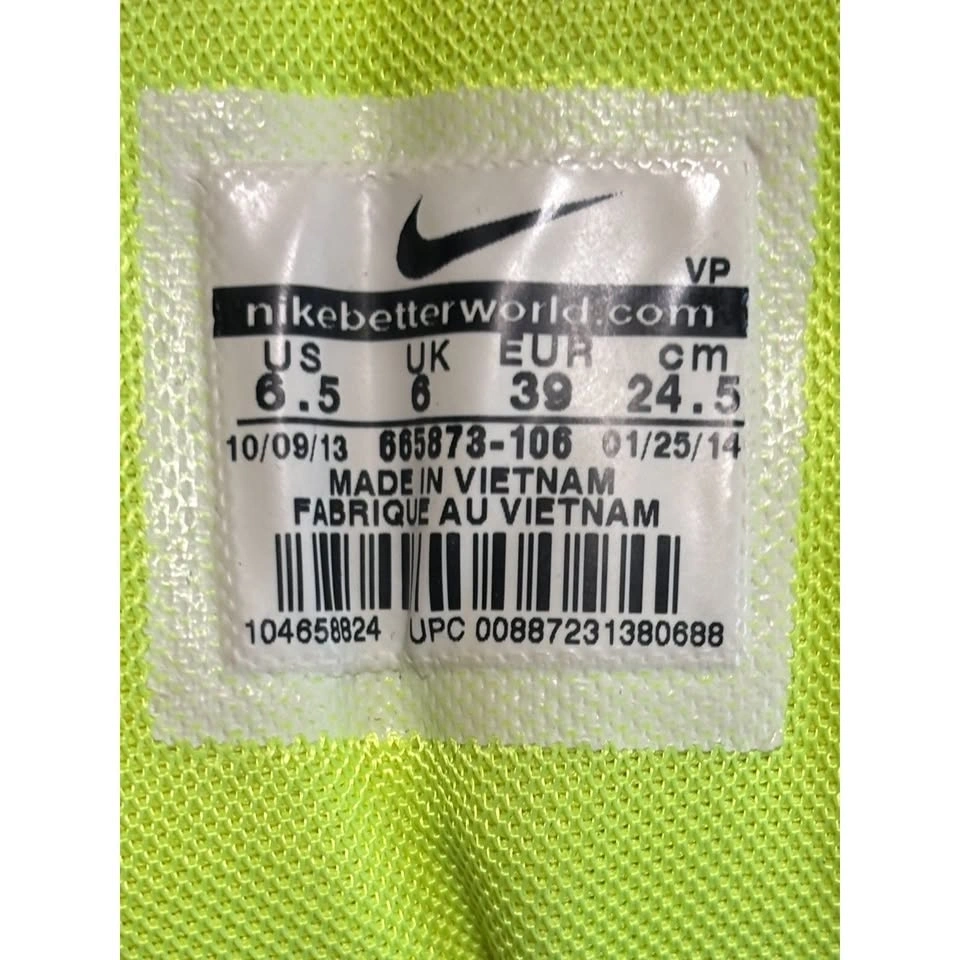 VP
nikebetterworld.com
US UK EUR cm
6.5 6 39 24.5
10/09/13 665873-106 01/25/14
MADE IN VIETNAM
FABRIQUE AU VIETNAM
104658824 UPC 00887231380688